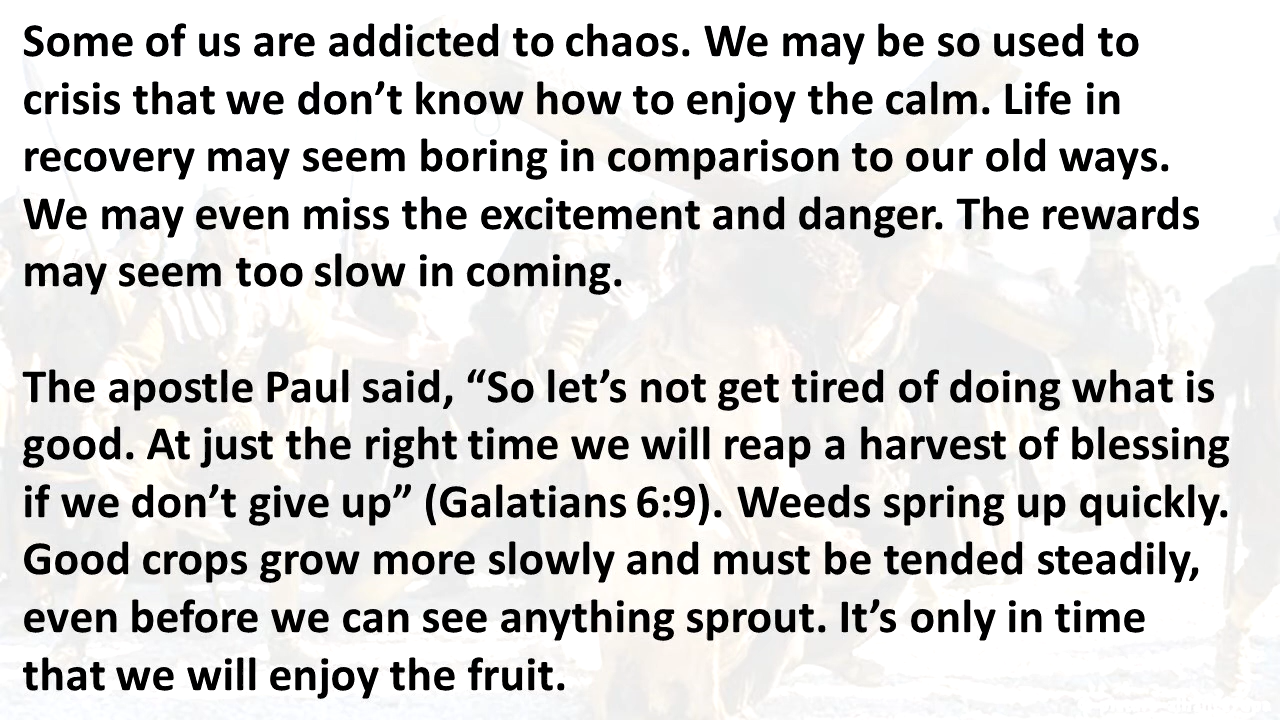 Some of us are addicted to chaos. We may be so used to
crisis that we don’t know how to enjoy the calm. Life in
recovery may seem boring in comparison to our old ways.
We may even miss the excitement and danger. The rewards
may seem too slow in coming.
The apostle Paul said, “So let’s not get tired of doing what is
good. At just the right time we will reap a harvest of blessing
if we don’t give up” (Galatians 6:9). Weeds spring up quickly.
Good crops grow more slowly and must be tended steadily,
even before we can see anything sprout. It’s only in time
that we will enjoy the fruit.